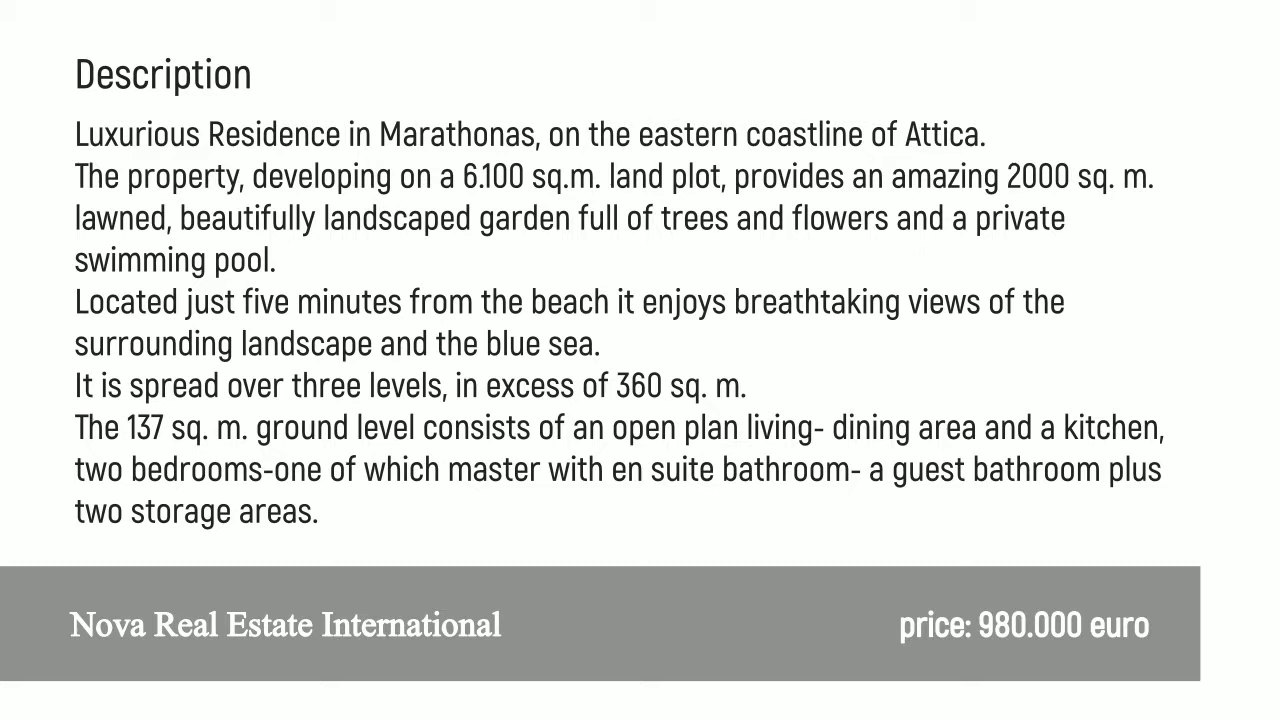 Description
Luxurious Residence in Marathonas, on the eastern coastline of Attica.
The property, developing on a 6.100 sq.m. land plot, provides an amazing 2000 sq. m.
lawned, beautifully landscaped garden full of trees and flowers and a private
swimming pool.
Located just five minutes from the beach it enjoys breathtaking views of the
surrounding landscape and the blue sea.
It is spread over three levels, in excess of 360 sq. m.
The 137 sq. m. ground level consists of an open plan living- dining area and a kitchen,
two bedrooms-one of which master with en suite bathroom- a guest bathroom plus
two storage areas.
Nova Real Estate International
price: 980.000 euro